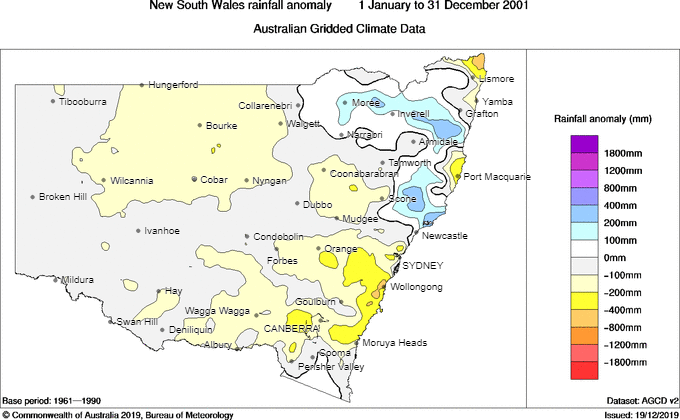 New South Wales rainfall anomaly 1 January to 31 December 2001
Australian Gridded Climate Data
Lismore
Hungerford
Tibooburra
Collarenebri
Moree
Yamba
Inverell
Grafton
Bourke
Walgett
Narrabri
Armidale
Tamworth
Coonabarabran
Port Macquarie
Wilcannia
Cobar
Nyngan
Broken Hill
Scone
Dubbo
Mudgee
Ivanhoe
Condobolin
Newcastle
Orange
Forbes
SYDNEY
Mildura
Hay
Wollongong
Goulburn
Wagga Wagga
Swan Hill
Deniliquin
CANBERRA
Albury
Moruya Heads
Cooma
Perisher Valley
Rainfall anomaly (mm)
1800mm
1200mm
800mm
400mm
200mm
100mm
0mm
−100mm
−200mm
−400mm
−800mm
−1200mm
−1800mm
Base period: 1961—1990 Dataset: AGCD v2
© Commonwealth of Australia 2019, Bureau of Meteorology Issued: 19/12/2019